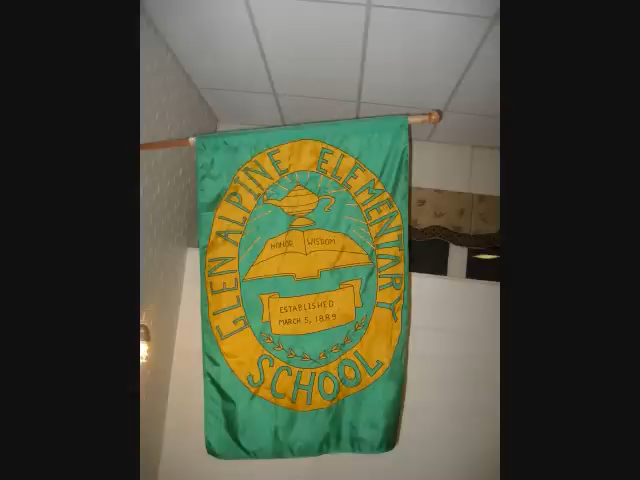 GLEN ALPINE ELEMENTARY
SCHOOL
HONOR WISDOM
ESTABLISHED
MARCH 5, 1889